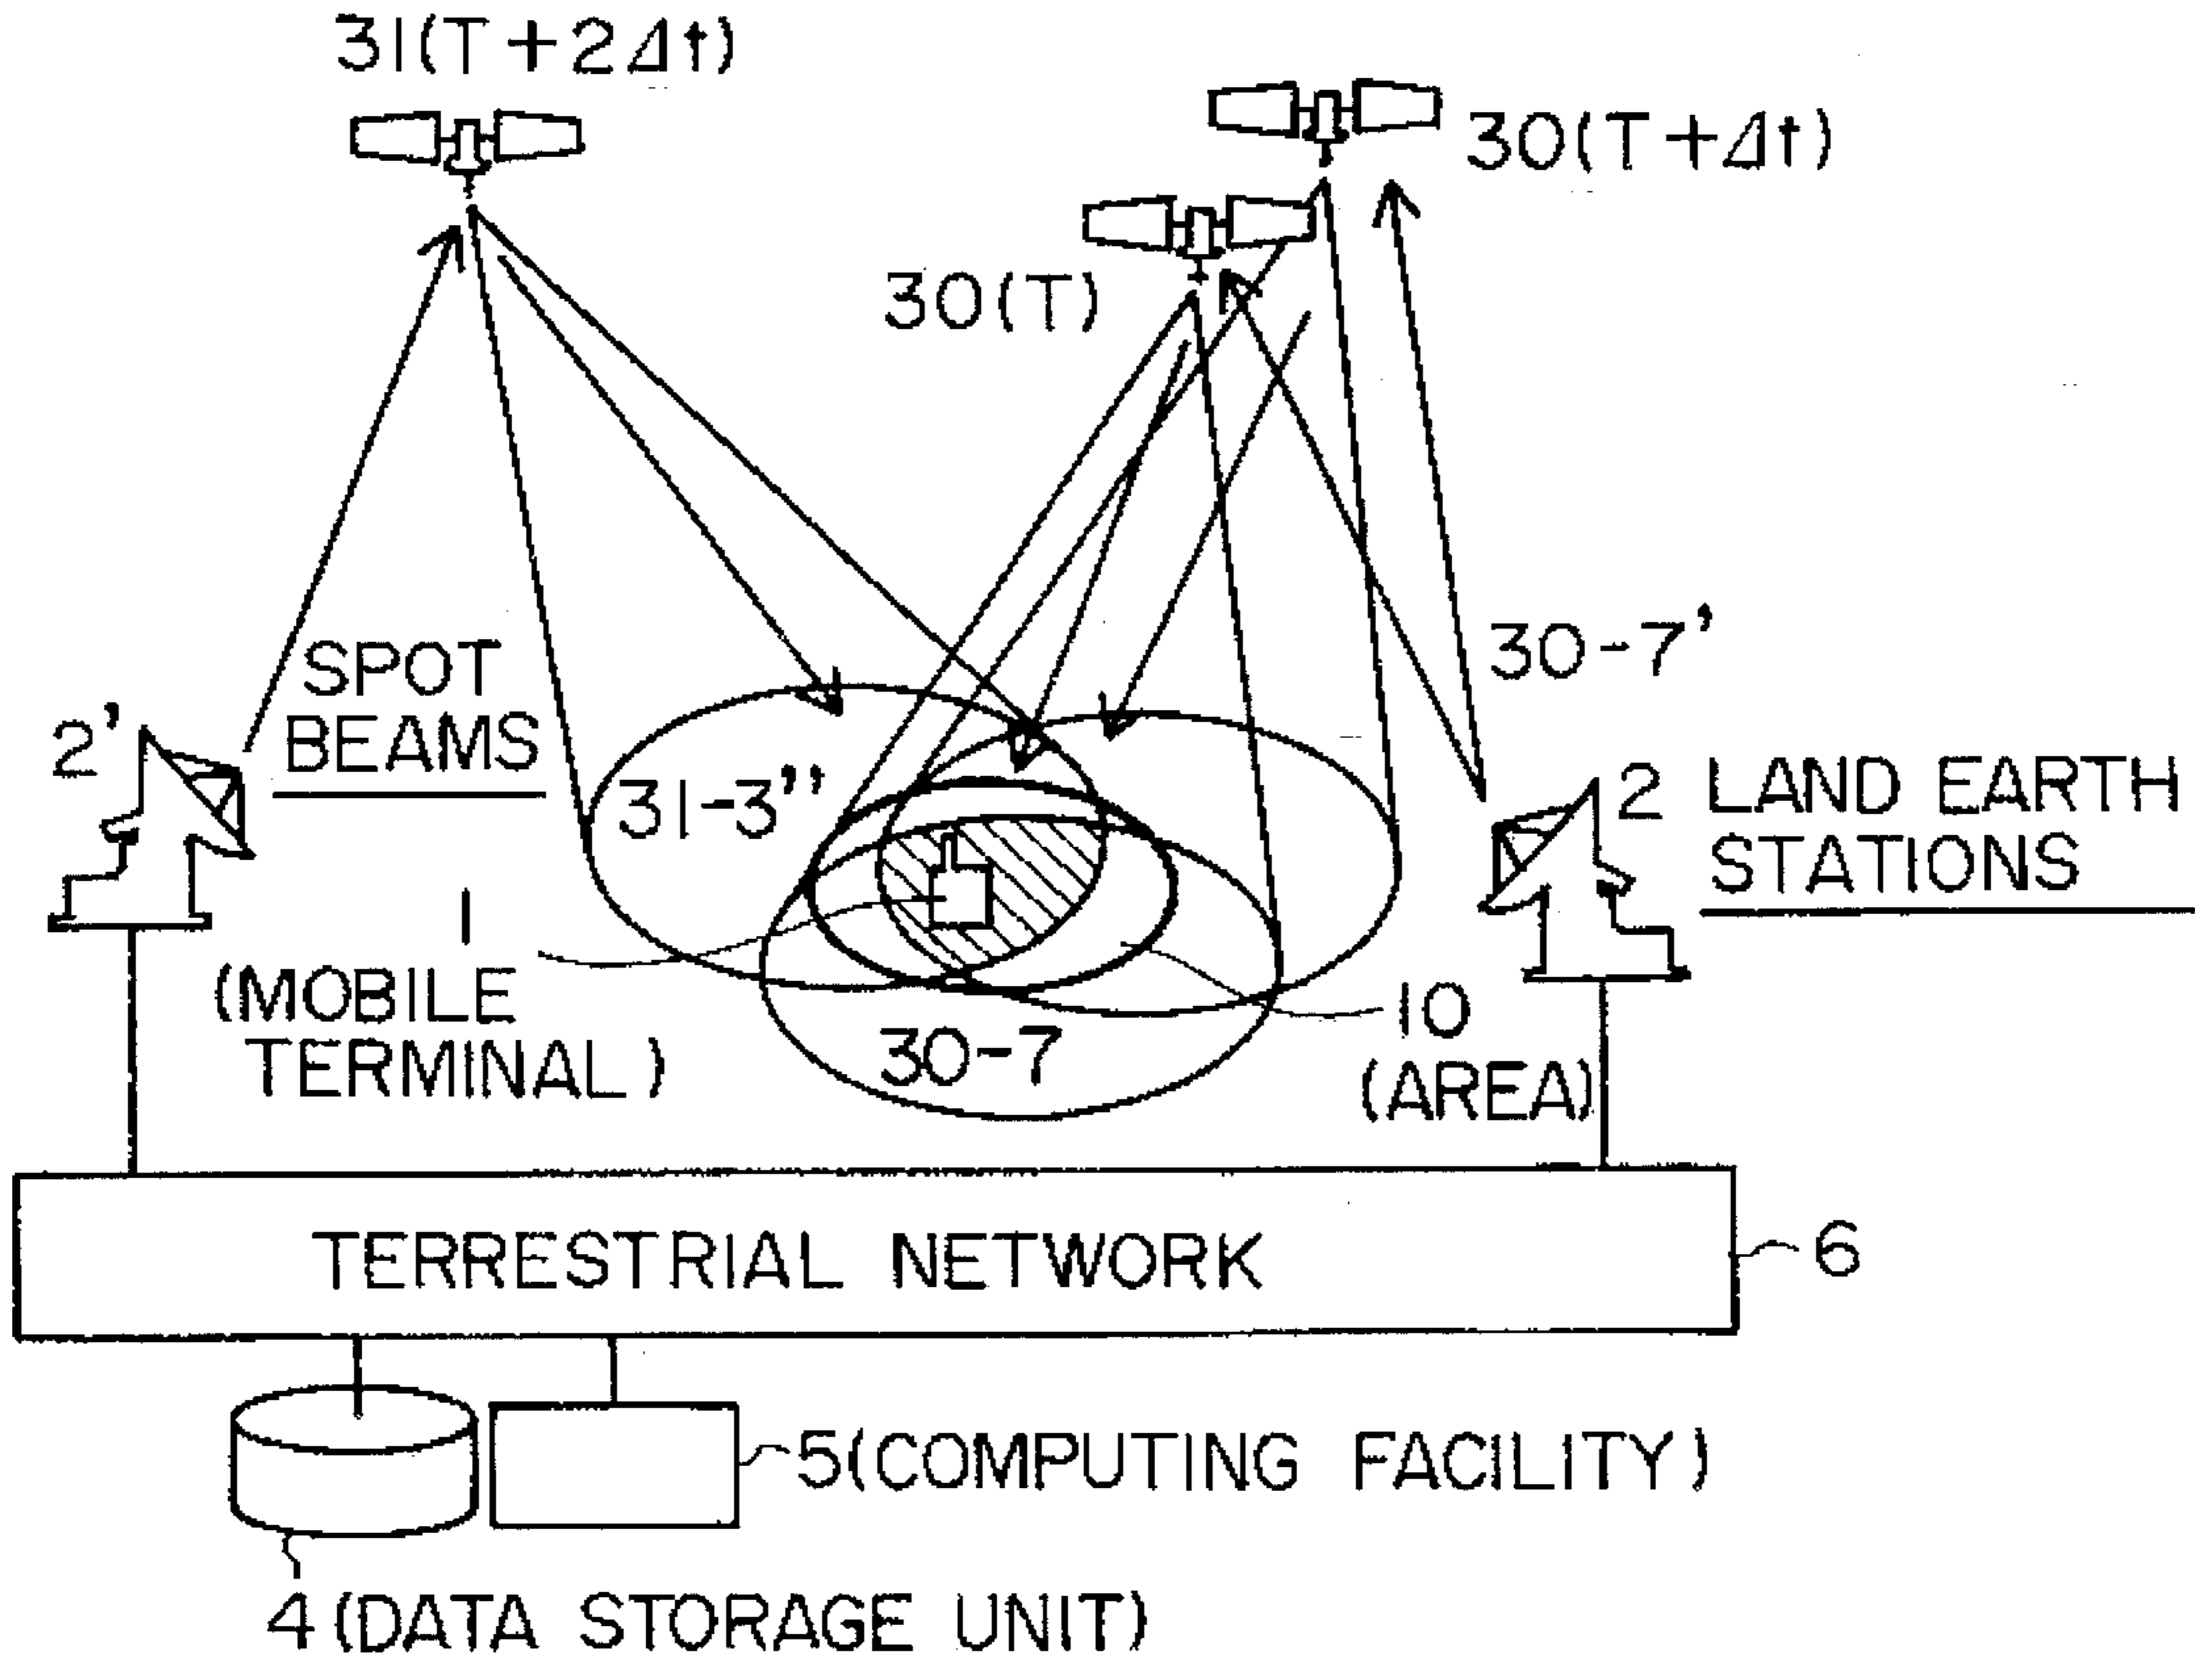 31(T+2Δt)
30(T+Δt)
30(T)
30-7'
SPOT
BEAMS
2'
31-3''
2 LAND EARTH
STATIONS
1
(MOBILE
TERMINAL)
30-7
10
(AREA)
TERRESTRIAL NETWORK
6
5(COMPUTING FACILITY)
4(DATA STORAGE UNIT)